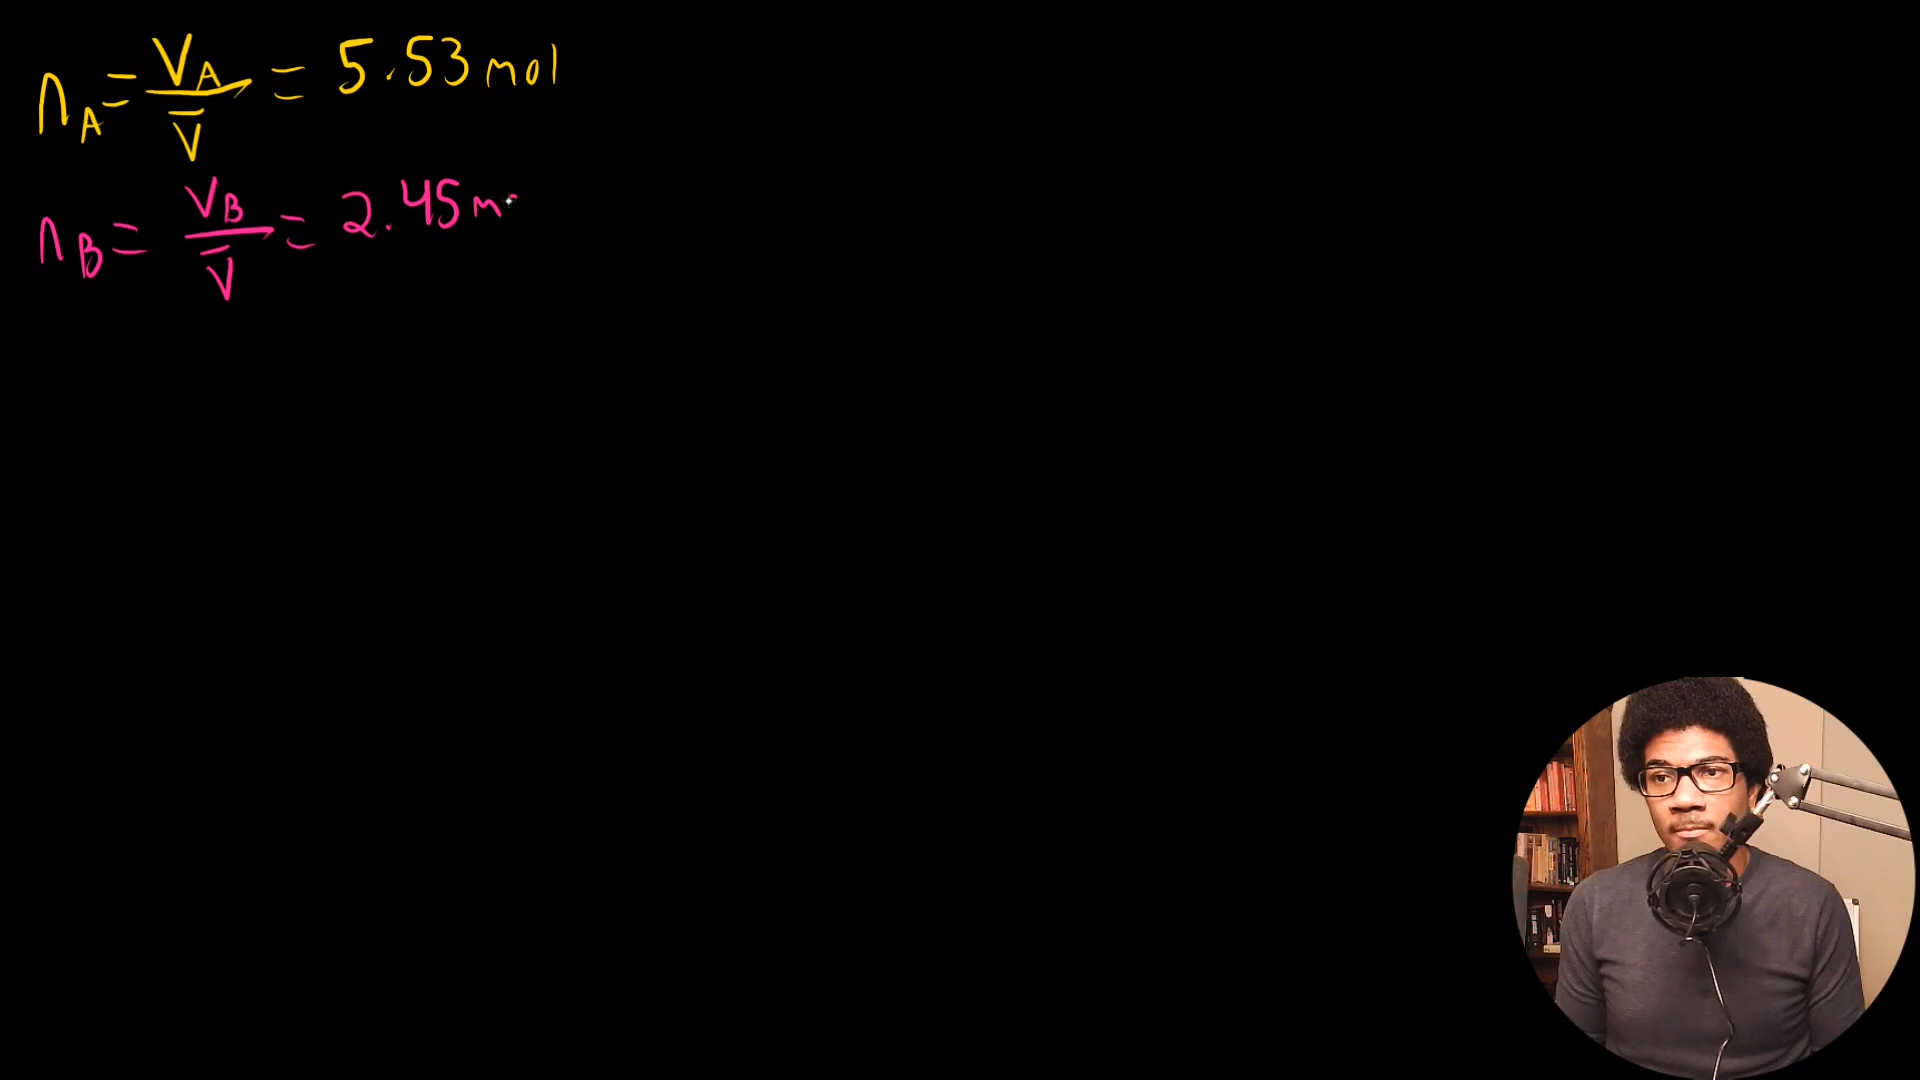 n_A = V_A / V̄ = 5.53 mol
n_B = V_B / V̄ = 2.45 m